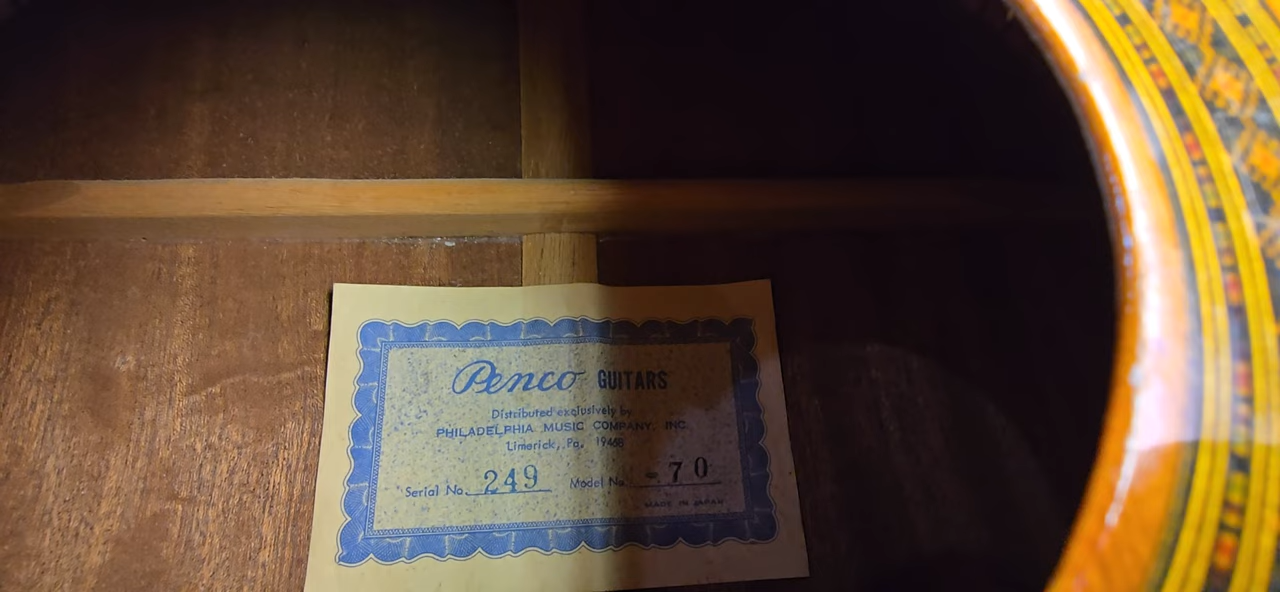 Penco GUITARS
Distributed exclusively by
PHILADELPHIA MUSIC COMPANY, INC.
Limerick, Pa. 19468
Serial No. 249 Model No. -70
MADE IN JAPAN